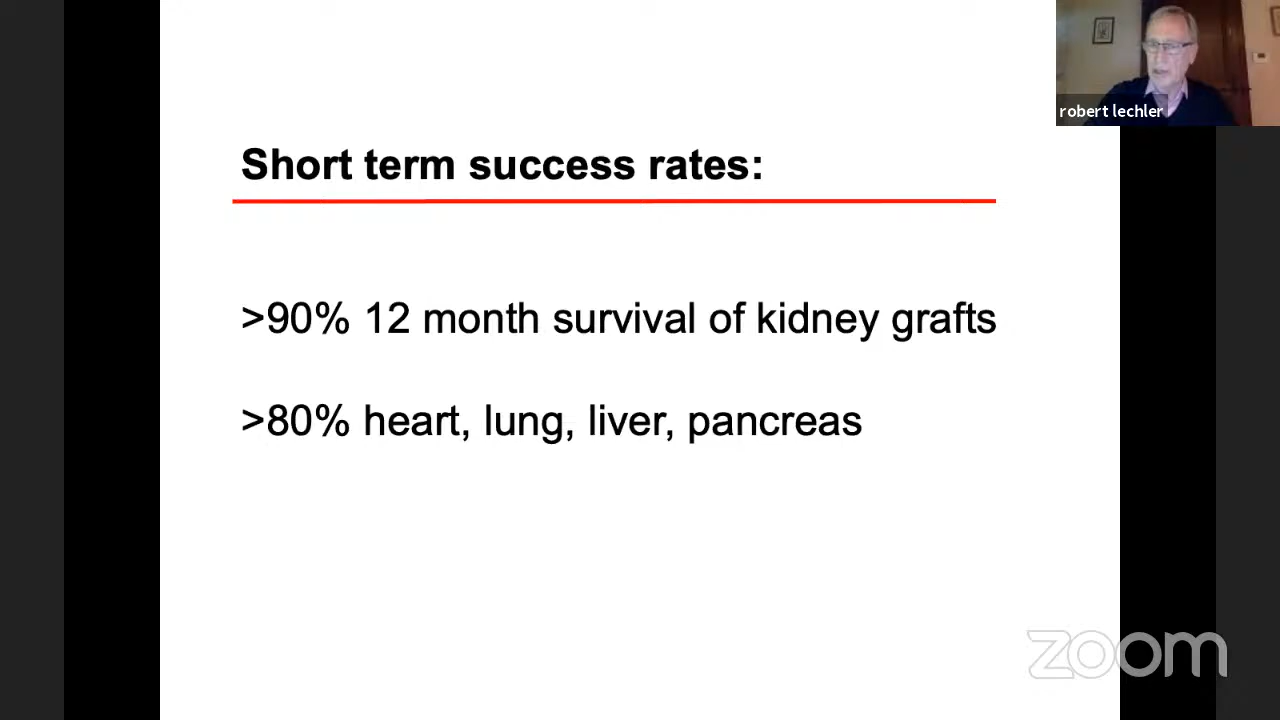 robert lechler
Short term success rates:
>90% 12 month survival of kidney grafts
>80% heart, lung, liver, pancreas
zoom